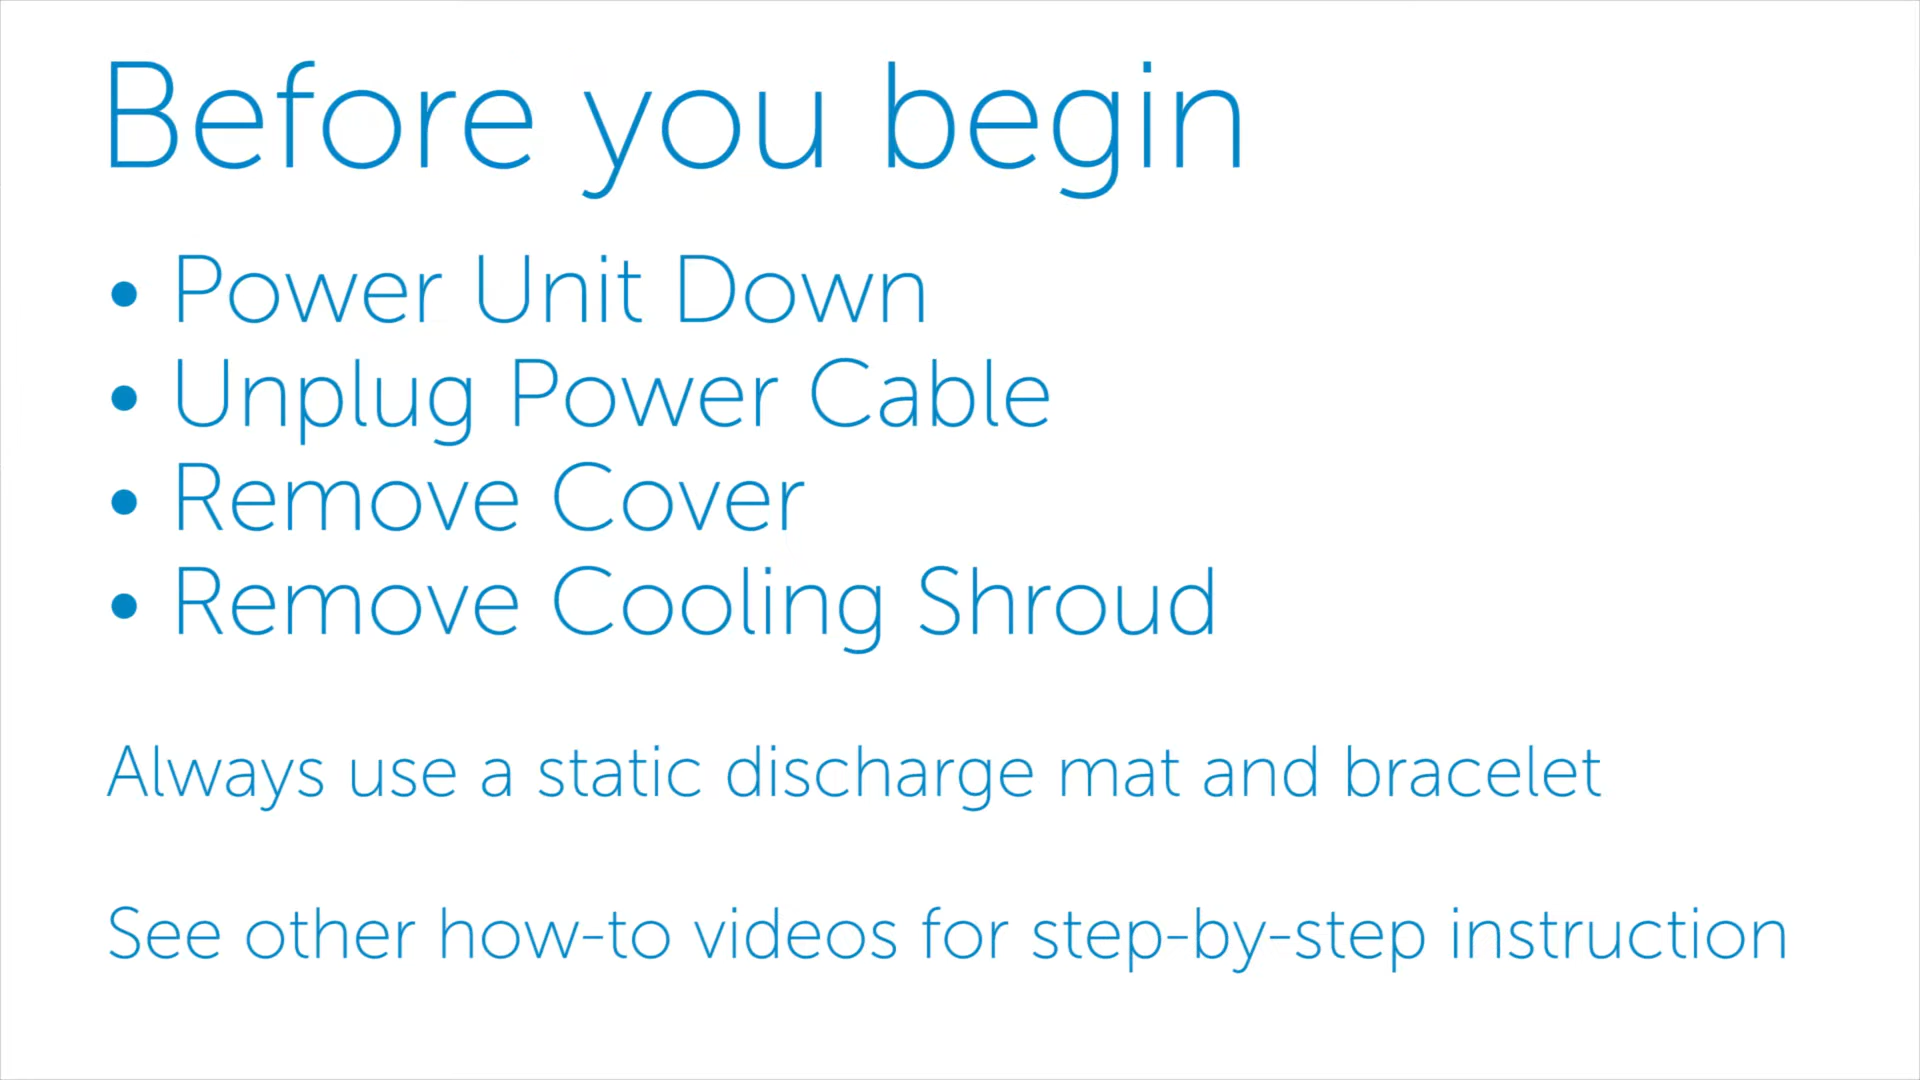 Before you begin
• Power Unit Down
• Unplug Power Cable
• Remove Cover
• Remove Cooling Shroud
Always use a static discharge mat and bracelet
See other how-to videos for step-by-step instruction